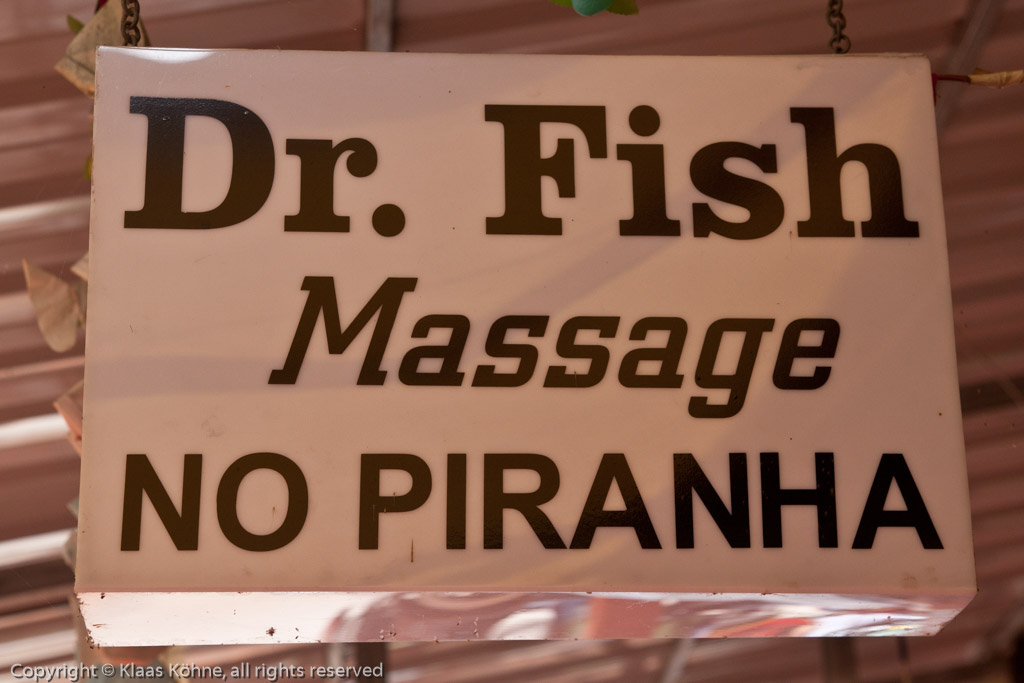 Dr. Fish
Massage
NO PIRANHA
Copyright © Klaas Köhne, all rights reserved